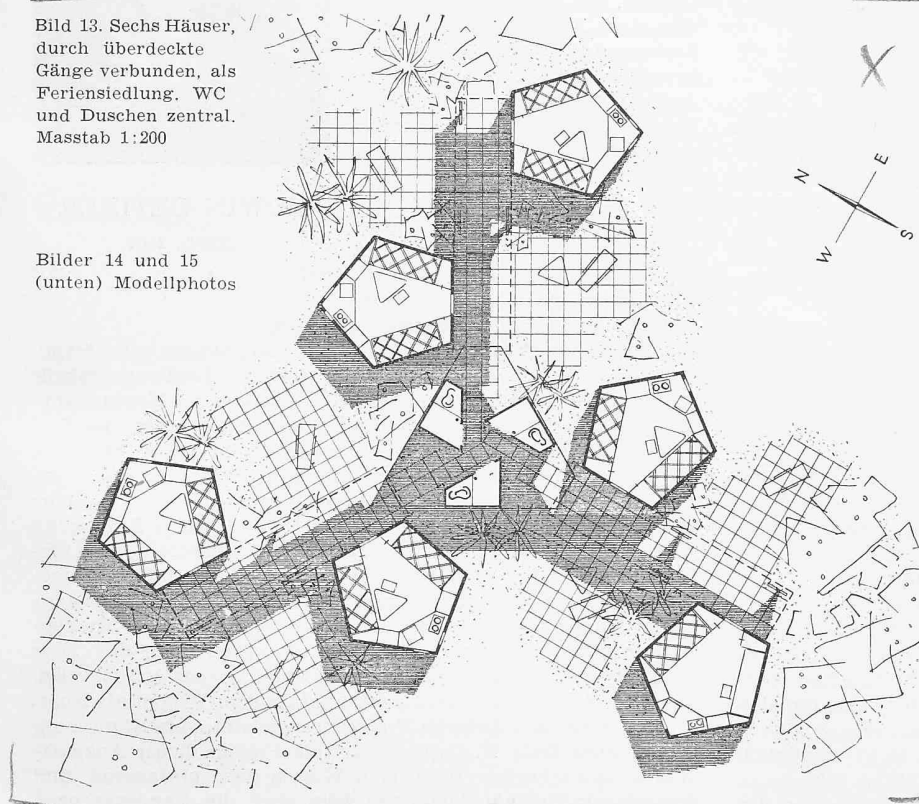 Bild 13. Sechs Häuser,
durch überdeckte
Gänge verbunden, als
Feriensiedlung. WC
und Duschen zentral.
Masstab 1:200
Bilder 14 und 15
(unten) Modellphotos
N
E
W
S